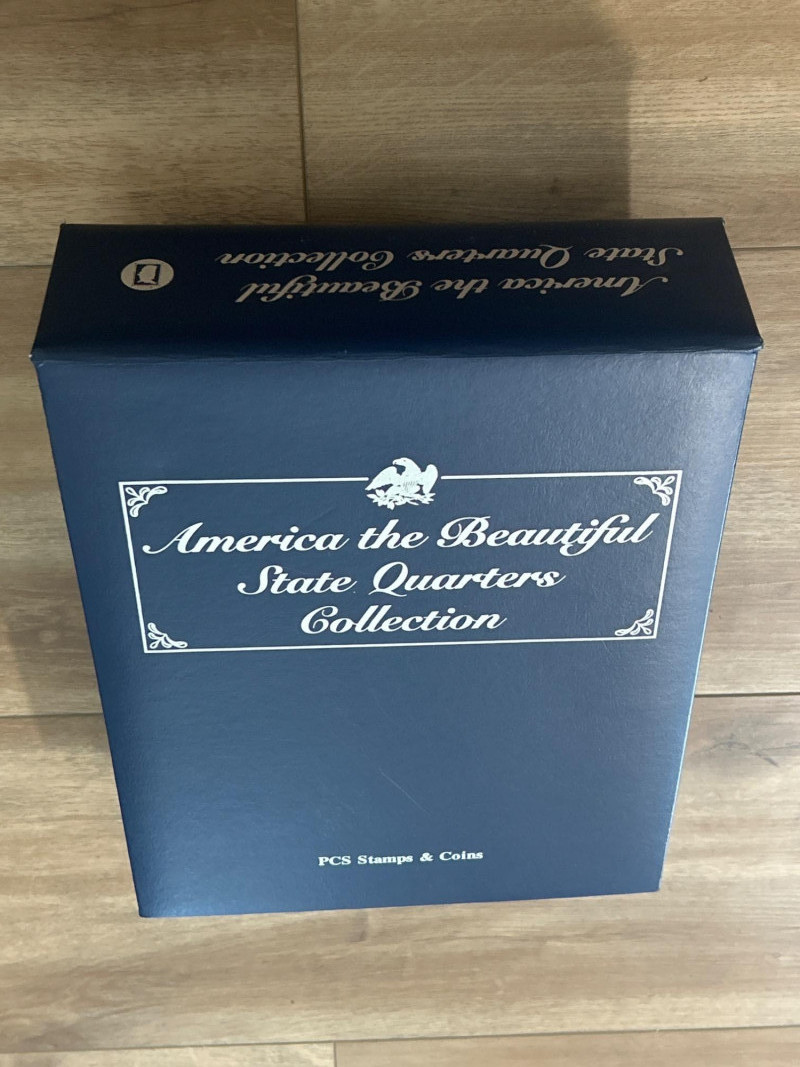 America the Beautiful
State Quarters Collection
America the Beautiful
State Quarters
Collection
PCS Stamps & Coins